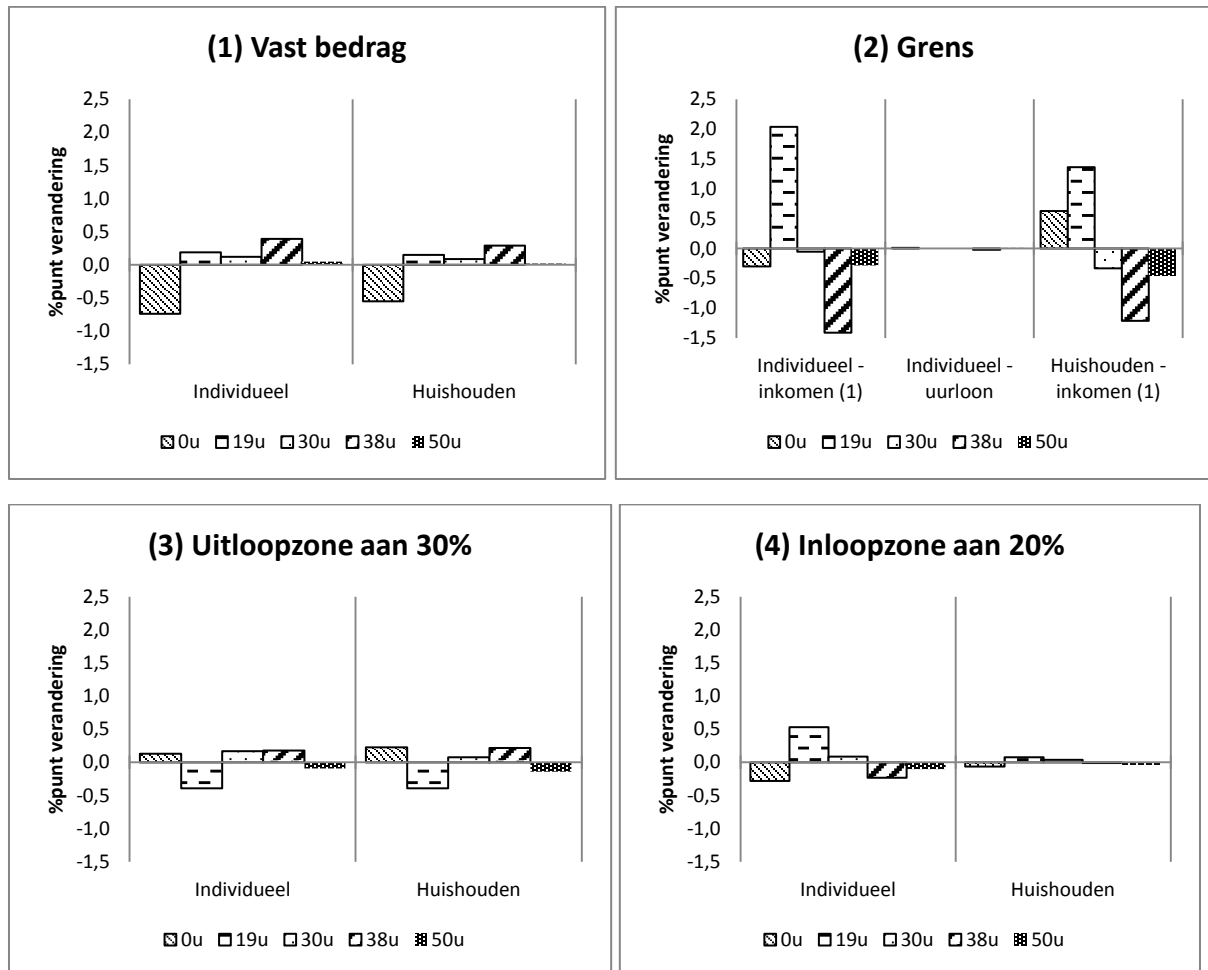 (1) Vast bedrag
%punt verandering
2,5
2,0
1,5
1,0
0,5
0,0
-0,5
-1,0
-1,5
Individueel
Huishouden
0u 19u 30u 38u 50u
(2) Grens
%punt verandering
2,5
2,0
1,5
1,0
0,5
0,0
-0,5
-1,0
-1,5
Individueel -
inkomen (1)
Individueel -
uurloon
Huishouden -
inkomen (1)
0u 19u 30u 38u 50u
(3) Uitloopzone aan 30%
%punt verandering
2,5
2,0
1,5
1,0
0,5
0,0
-0,5
-1,0
-1,5
Individueel
Huishouden
0u 19u 30u 38u 50u
(4) Inloopzone aan 20%
%punt verandering
2,5
2,0
1,5
1,0
0,5
0,0
-0,5
-1,0
-1,5
Individueel
Huishouden
0u 19u 30u 38u 50u